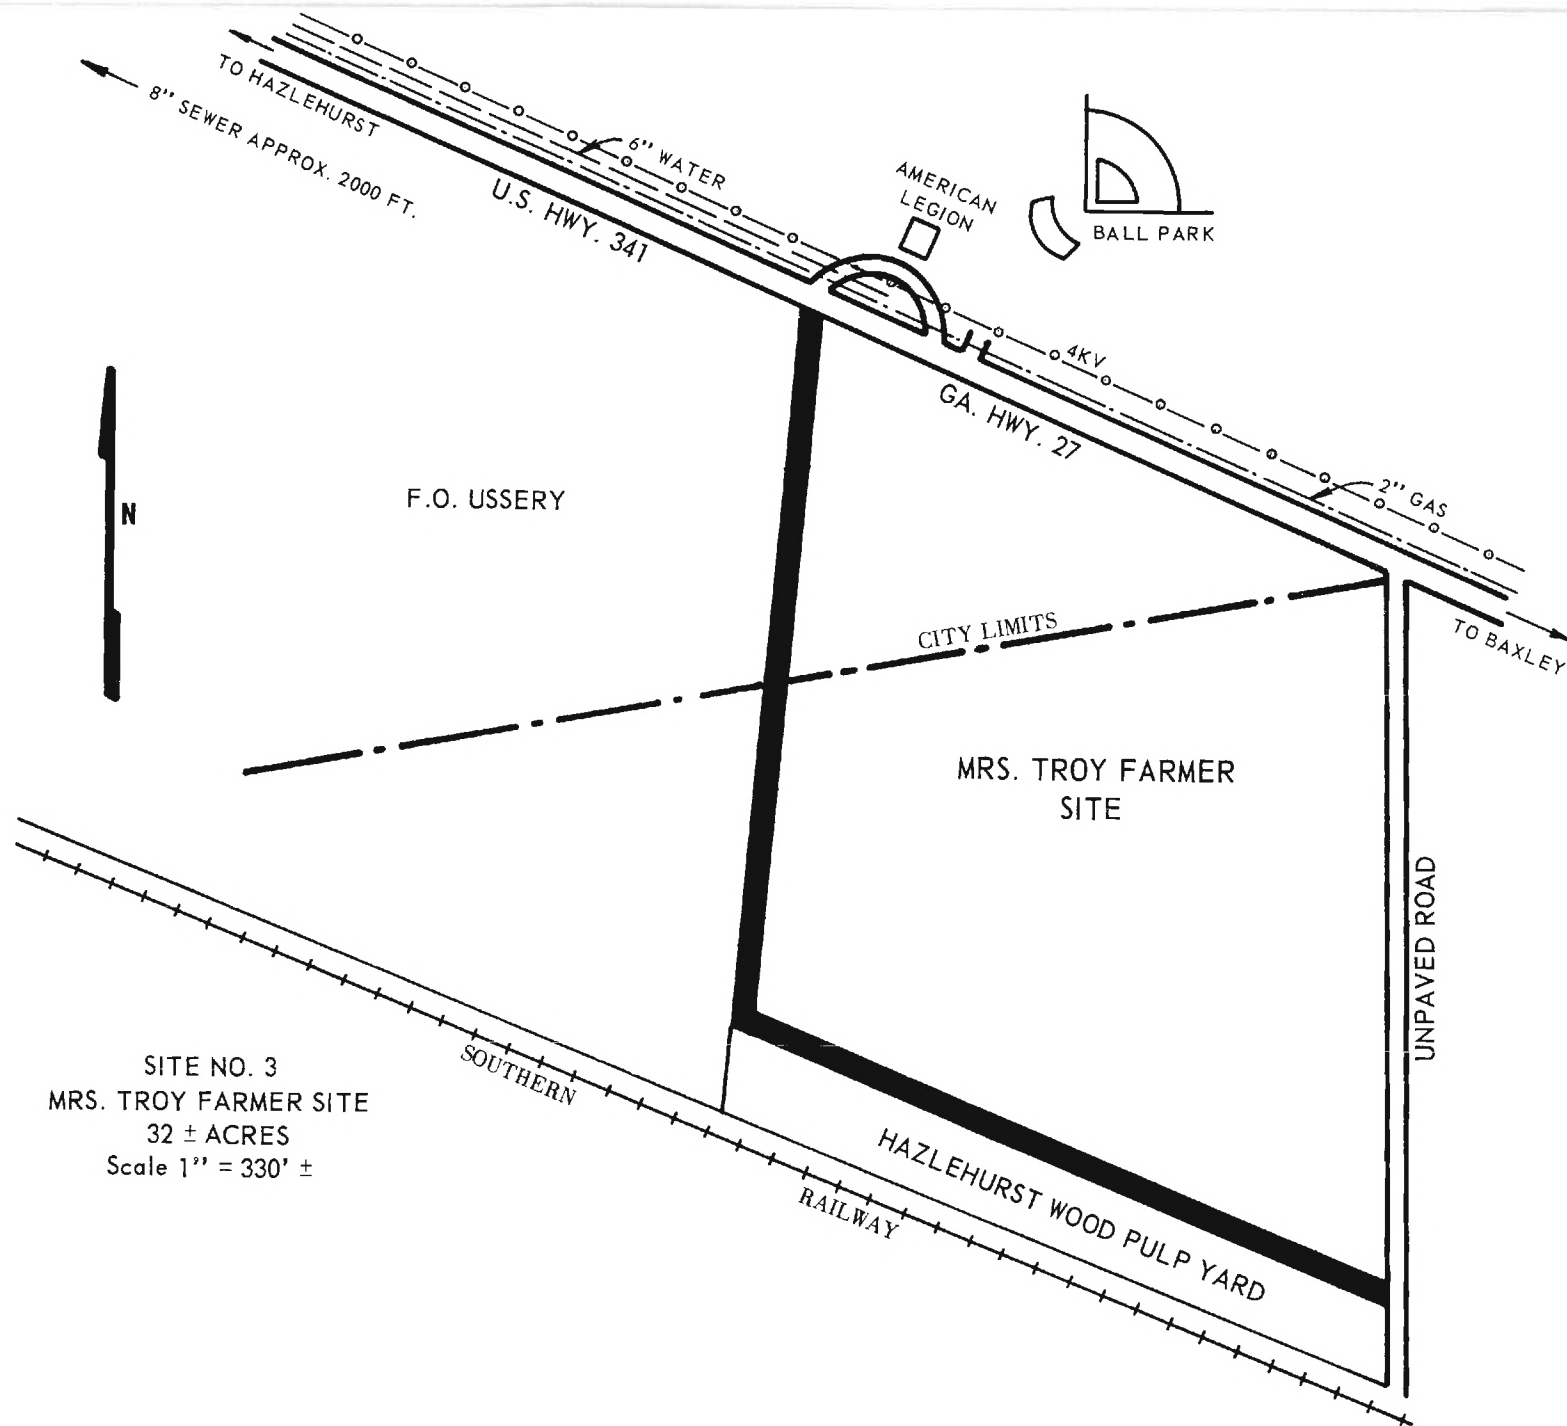 TO HAZLEHURST
8" SEWER APPROX. 2000 FT.
6" WATER
U.S. HWY. 341
AMERICAN
LEGION
BALL PARK
4KV
GA. HWY. 27
2" GAS
TO BAXLEY
N
F.O. USSERY
CITY LIMITS
MRS. TROY FARMER
SITE
UNPAVED ROAD
SOUTHERN
RAILWAY
HAZLEHURST WOOD PULP YARD
SITE NO. 3
MRS. TROY FARMER SITE
32 ± ACRES
Scale 1" = 330' ±